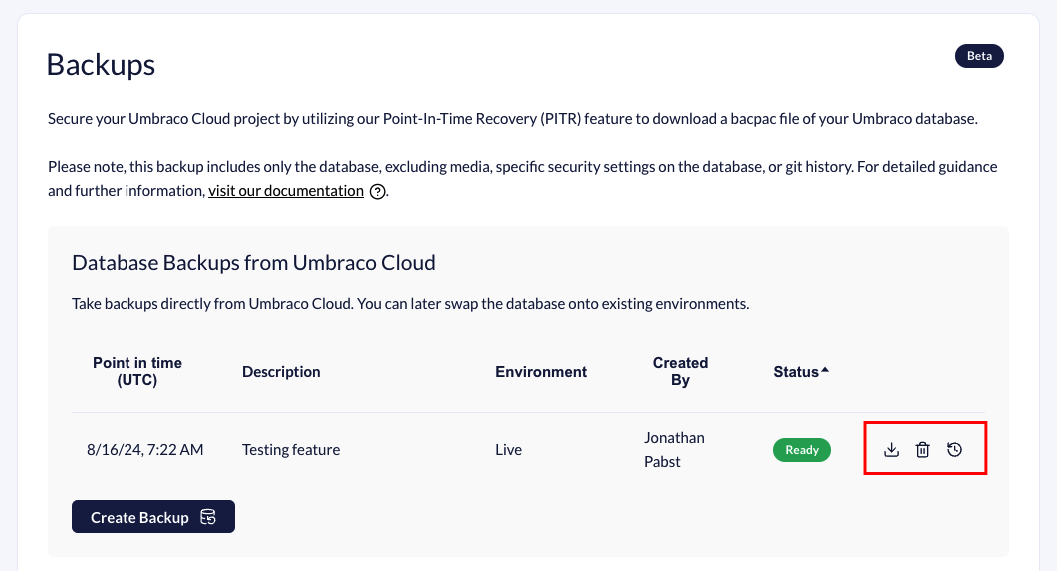 Backups
Beta
Secure your Umbraco Cloud project by utilizing our Point-In-Time Recovery (PITR) feature to download a bacpac file of your Umbraco database.
Please note, this backup includes only the database, excluding media, specific security settings on the database, or git history. For detailed guidance
and further information, visit our documentation ?.
Database Backups from Umbraco Cloud
Take backups directly from Umbraco Cloud. You can later swap the database onto existing environments.
Point in time
(UTC)
Description
Environment
Created
By
Status
8/16/24, 7:22 AM
Testing feature
Live
Jonathan
Pabst
Ready
Create Backup